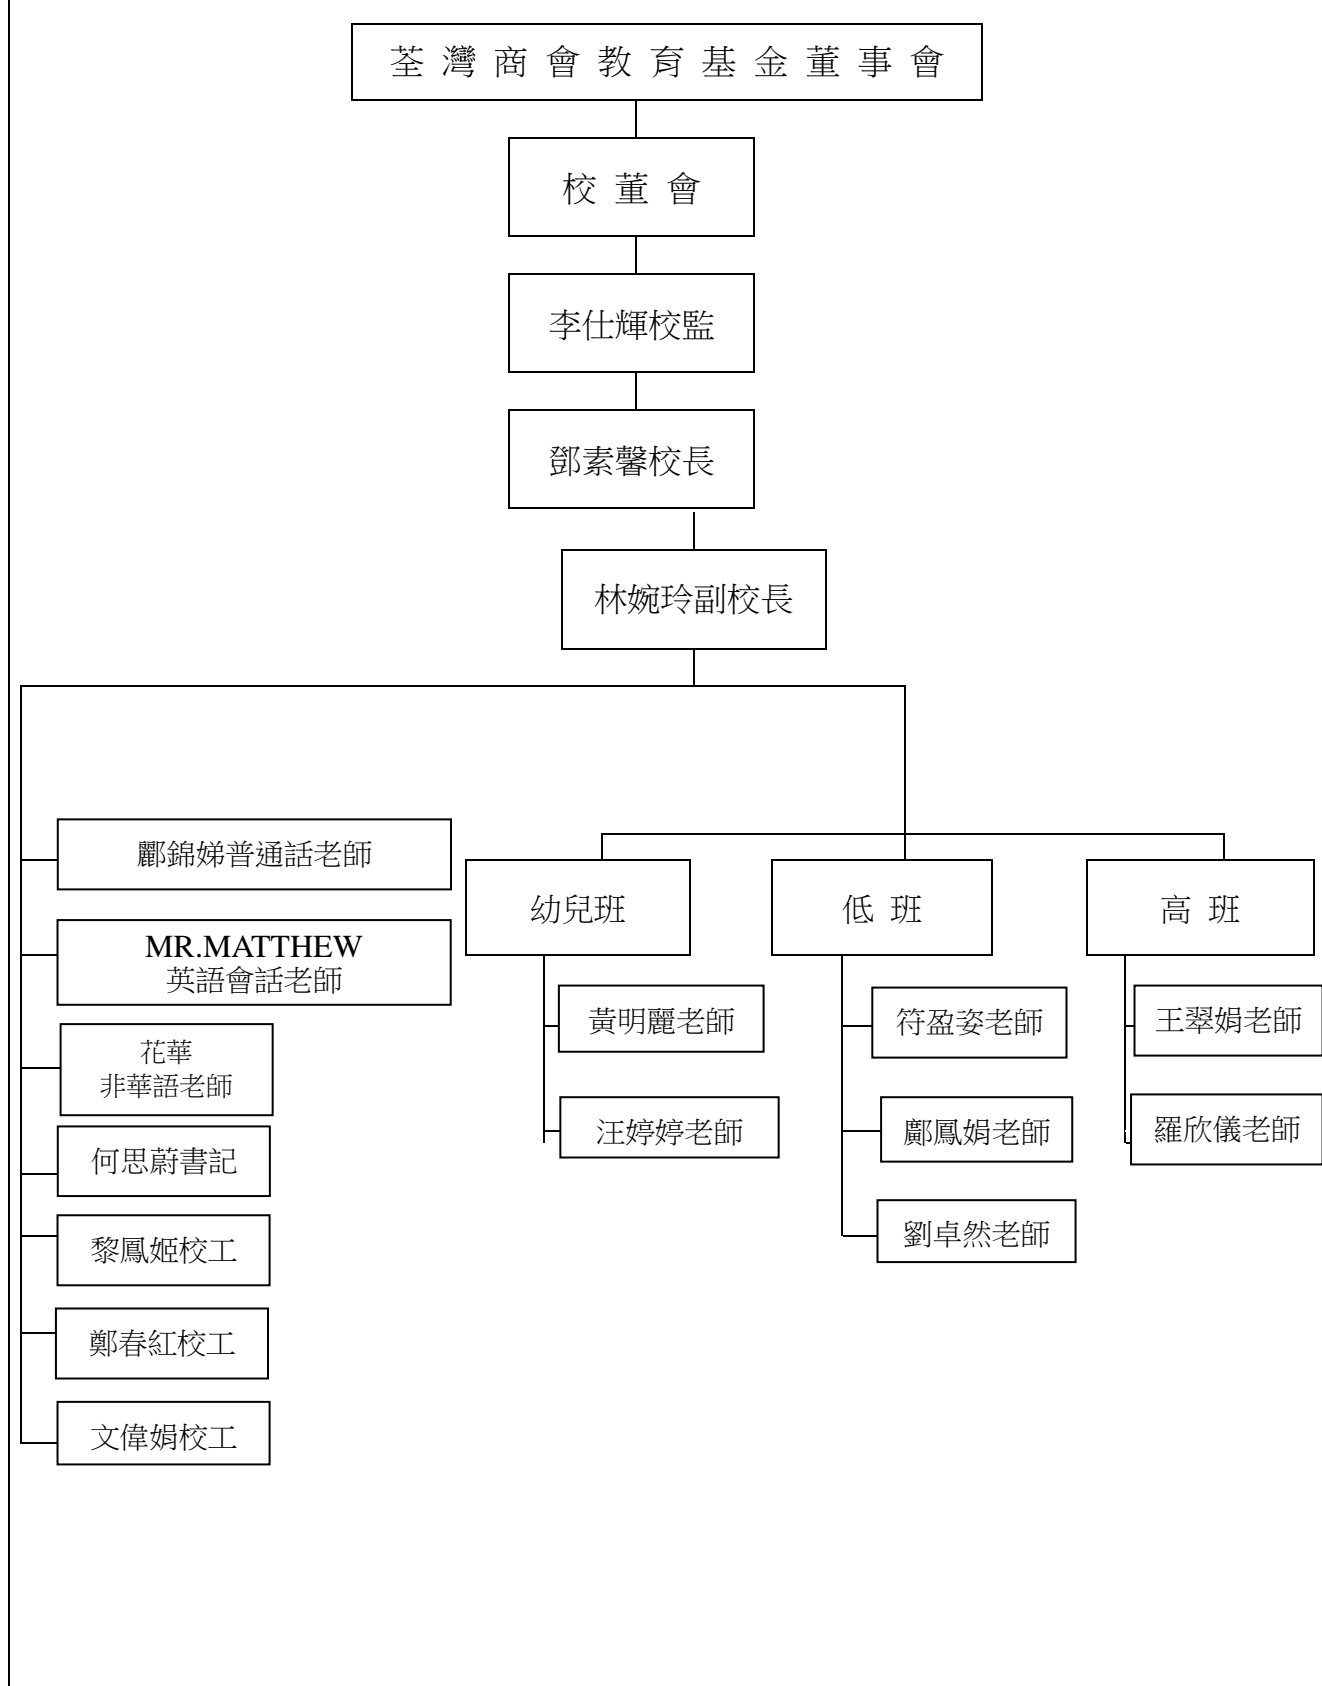 荃灣商會教育基金董事會
校董會
李仕輝校監
鄧素馨校長
林婉玲副校長
酈錦娣普通話老師
MR.MATTHEW
英語會話老師
花華
非華語老師
何思蔚書記
黎鳳姬校工
鄭春紅校工
文偉娟校工
幼兒班
黃明麗老師
汪婷婷老師
低班
符盈姿老師
鄺鳳娟老師
劉卓然老師
高班
王翠娟老師
羅欣儀老師